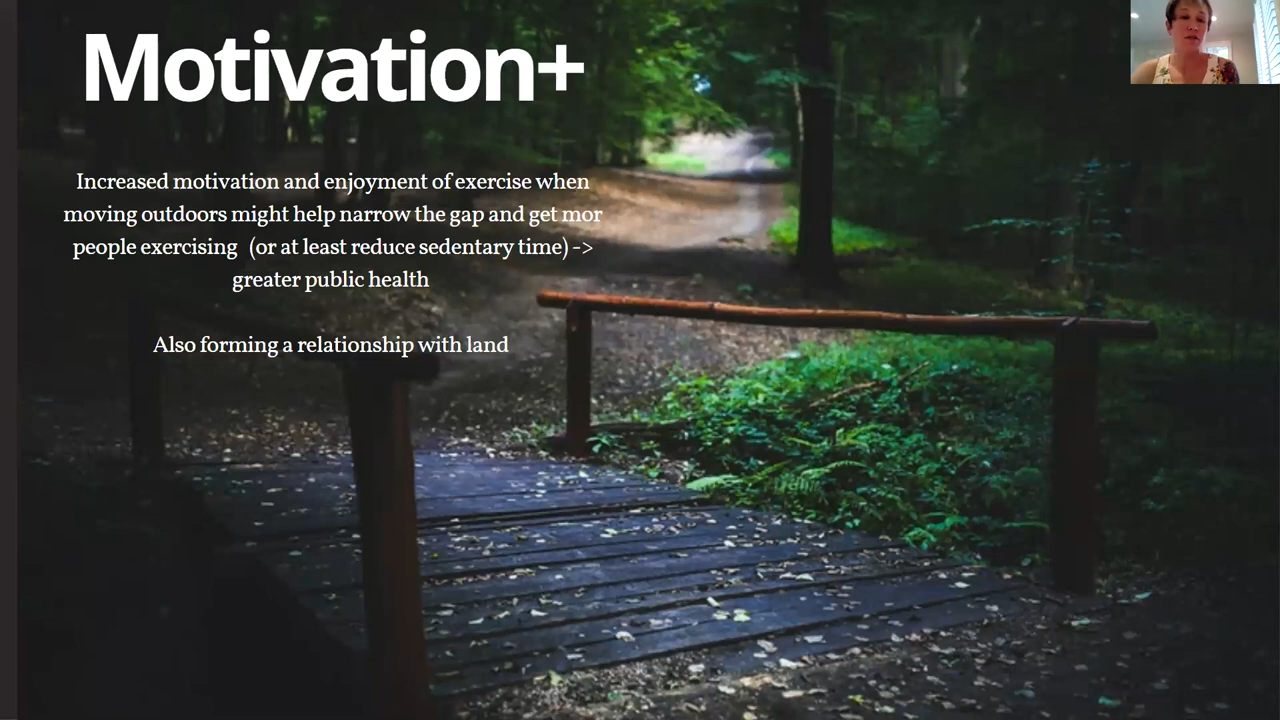 Motivation+
Increased motivation and enjoyment of exercise when
moving outdoors might help narrow the gap and get mor
people exercising (or at least reduce sedentary time) ->
greater public health
Also forming a relationship with land